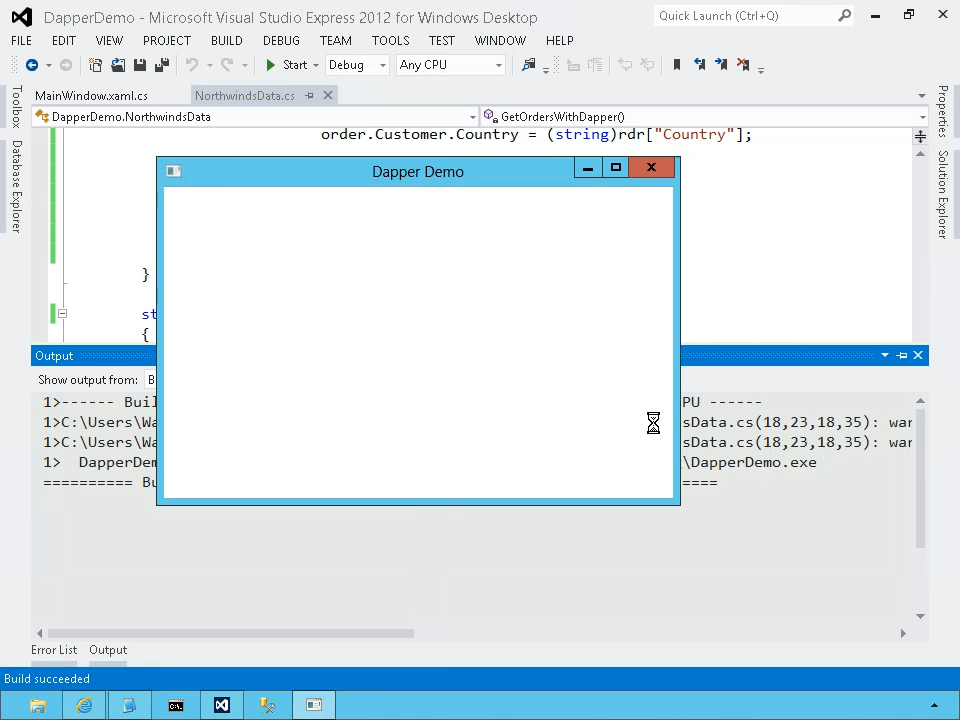 DapperDemo - Microsoft Visual Studio Express 2012 for Windows Desktop
Quick Launch (Ctrl+Q)
FILE EDIT VIEW PROJECT BUILD DEBUG TEAM TOOLS TEST WINDOW HELP
Start Debug Any CPU
MainWindow.xaml.cs NorthwindsData.cs
DapperDemo.NorthwindsData GetOrdersWithDapper()
Toolbox
Database Explorer
Properties
Solution Explorer
order.Customer.Country = (string)rdr["Country"];
Dapper Demo
}
st
{
Output
Show output from: B
1>------ Buil PU ------
1>C:\Users\Wa sData.cs(18,23,18,35): war
1>C:\Users\Wa sData.cs(18,23,18,35): war
1> DapperDem \DapperDemo.exe
========== Bu ====
Error List Output
Build succeeded